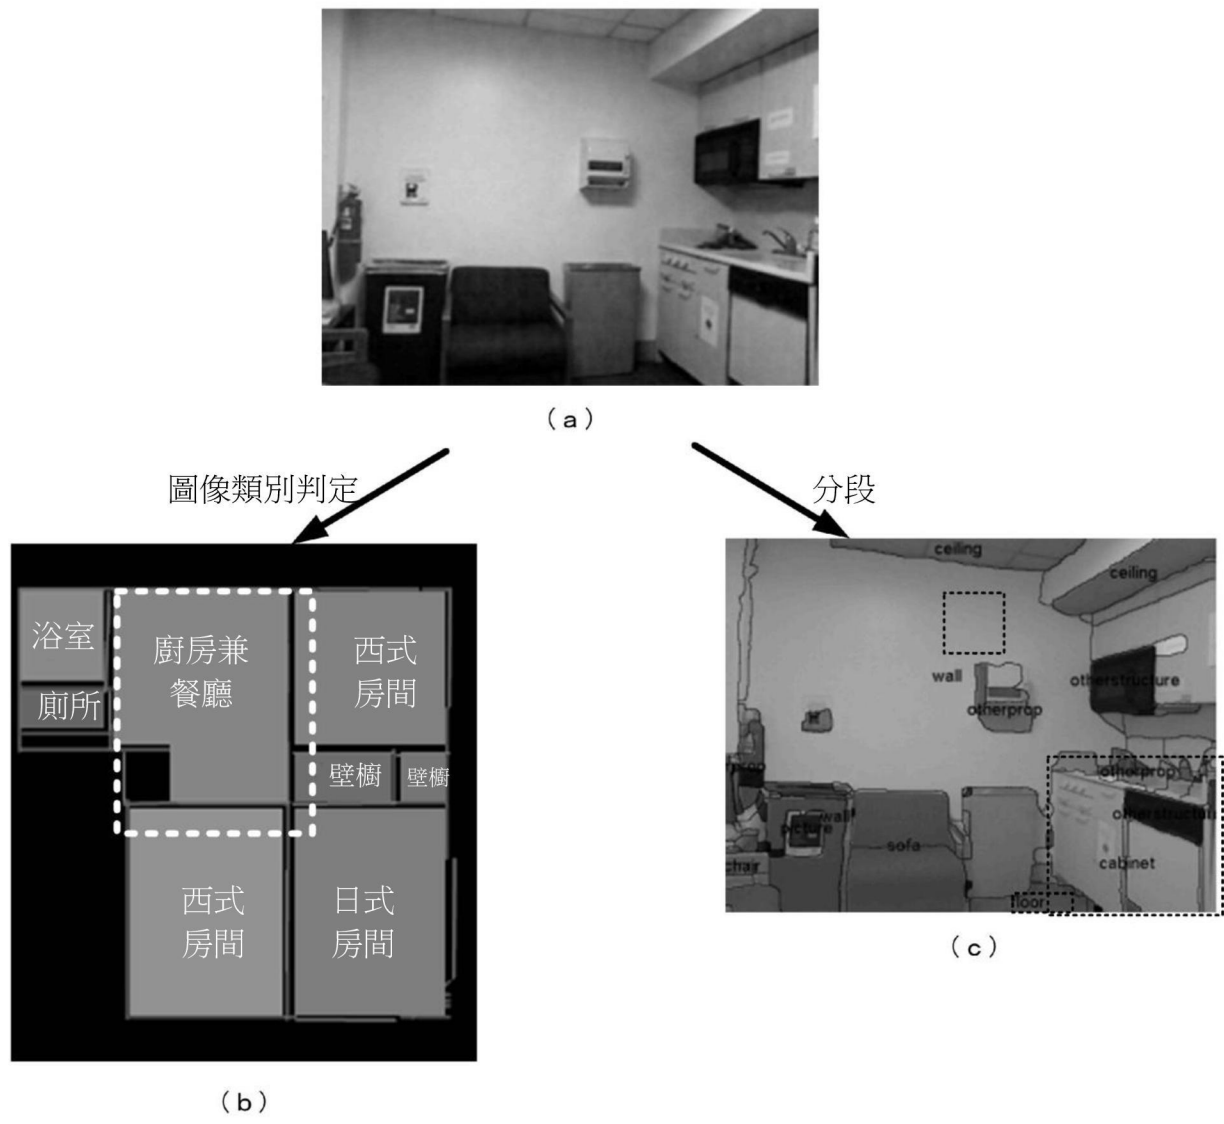 (a)
圖像類別判定
分段
浴室
廁所
廚房兼
餐廳
西式
房間
壁櫥
壁櫥
西式
房間
日式
房間
(b)
ceiling
ceiling
wall
otherstructure
otherprop
prop
otherprop
wall
picture
otherstructure
sofa
cabinet
chair
floor
(c)